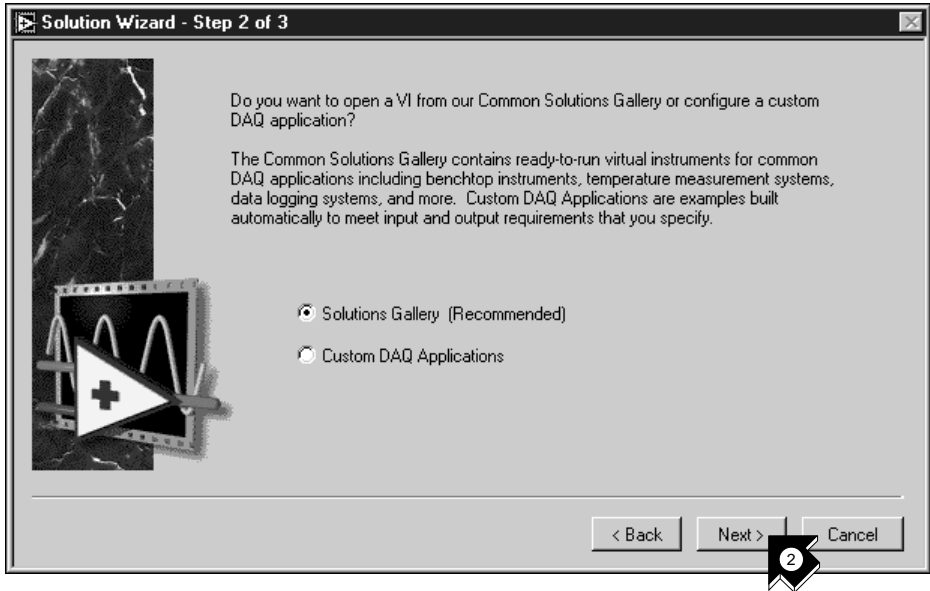 Solution Wizard - Step 2 of 3
Do you want to open a VI from our Common Solutions Gallery or configure a custom
DAQ application?
The Common Solutions Gallery contains ready-to-run virtual instruments for common
DAQ applications including benchtop instruments, temperature measurement systems,
data logging systems, and more.  Custom DAQ Applications are examples built
automatically to meet input and output requirements that you specify.
Solutions Gallery  (Recommended)
Custom DAQ Applications
< Back
Next >
Cancel
2